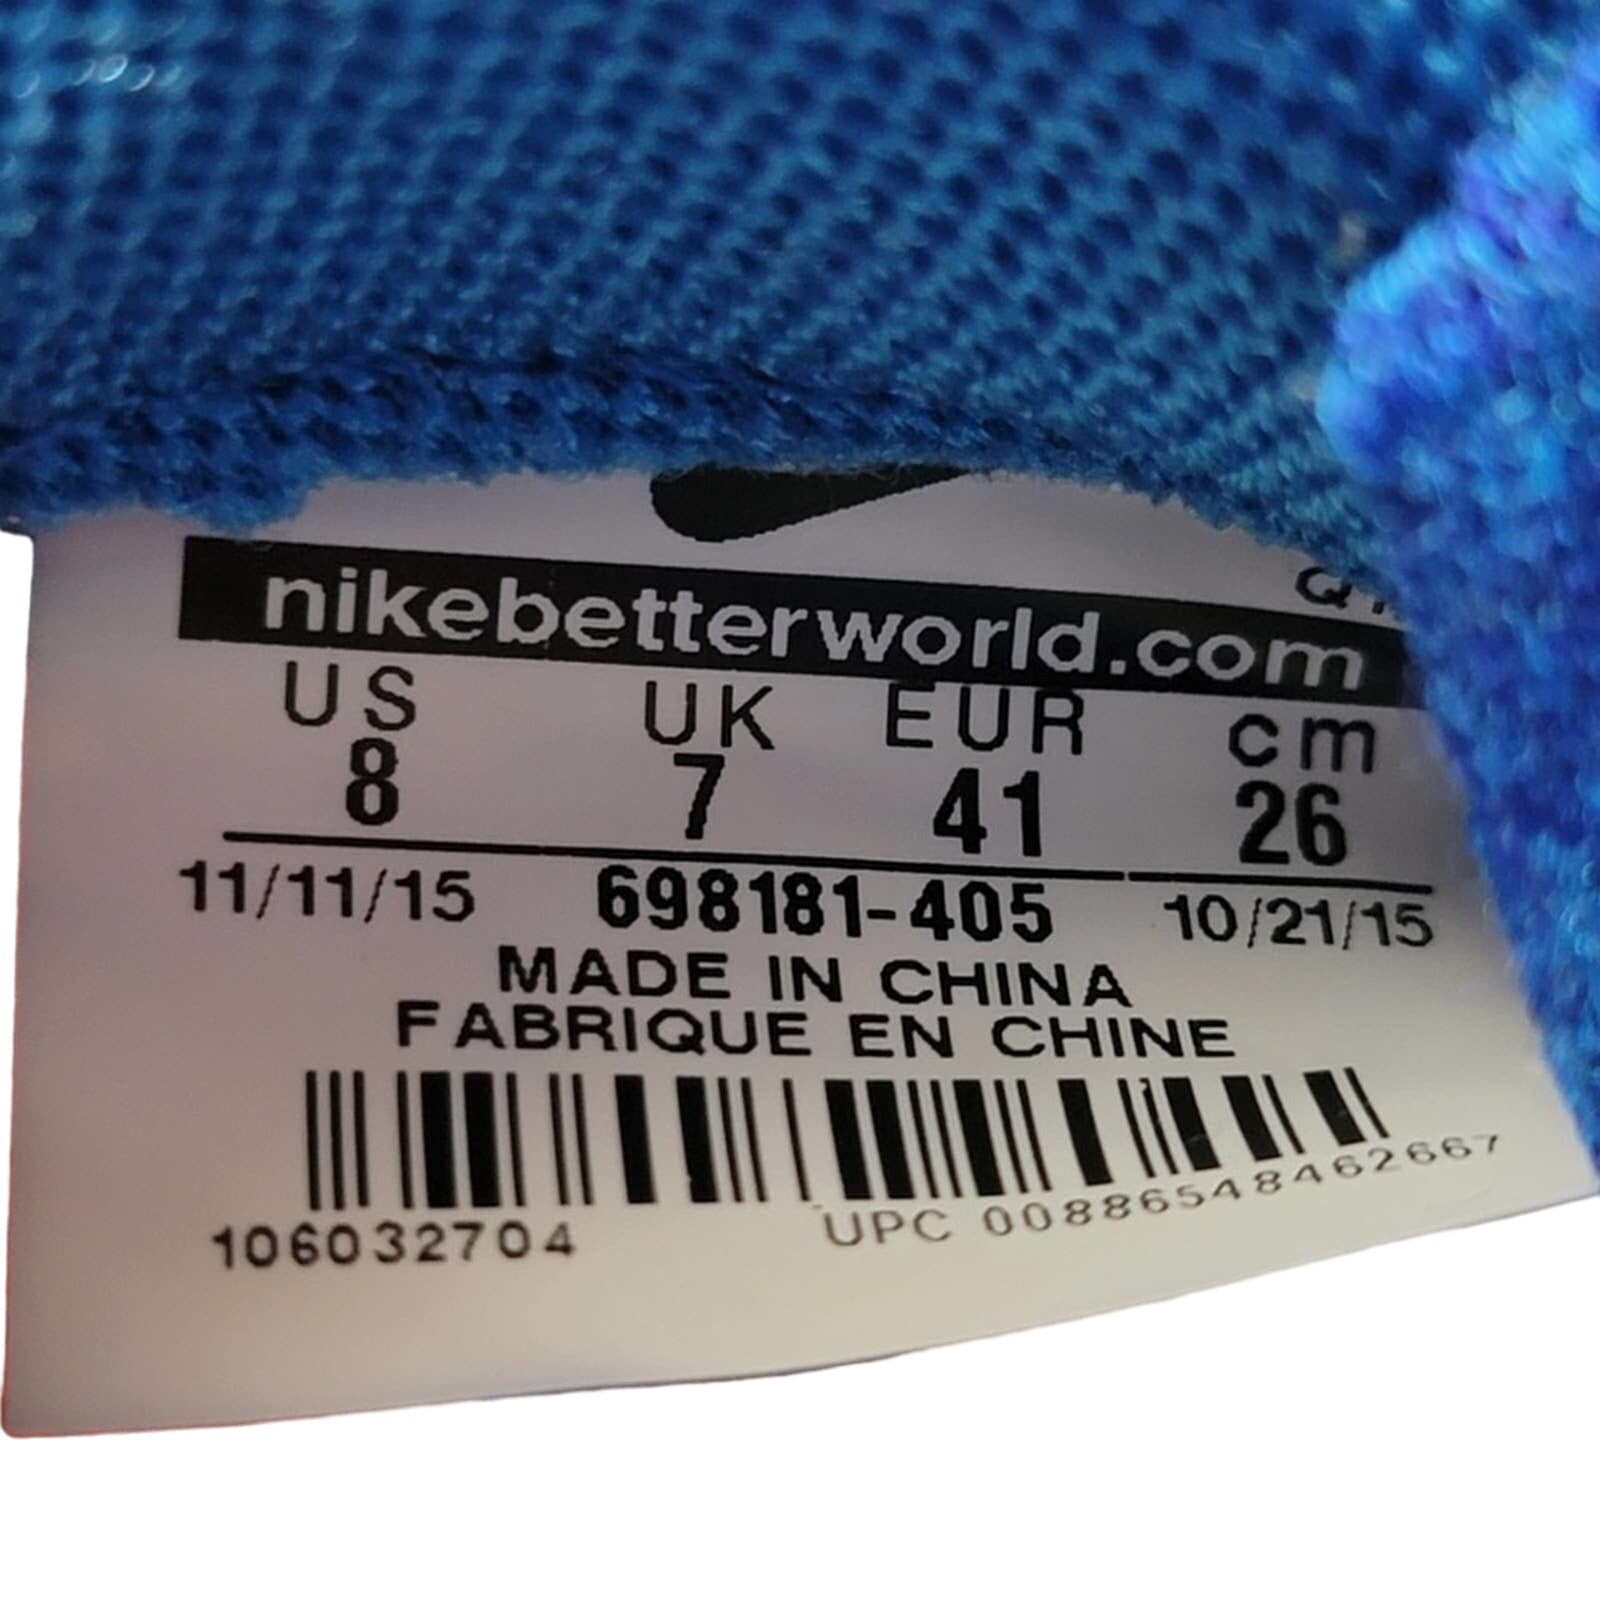 nikebetterworld.com
US UK EUR cm
8 7 41 26
11/11/15 698181-405 10/21/15
MADE IN CHINA
FABRIQUE EN CHINE
106032704 UPC 00886548462667